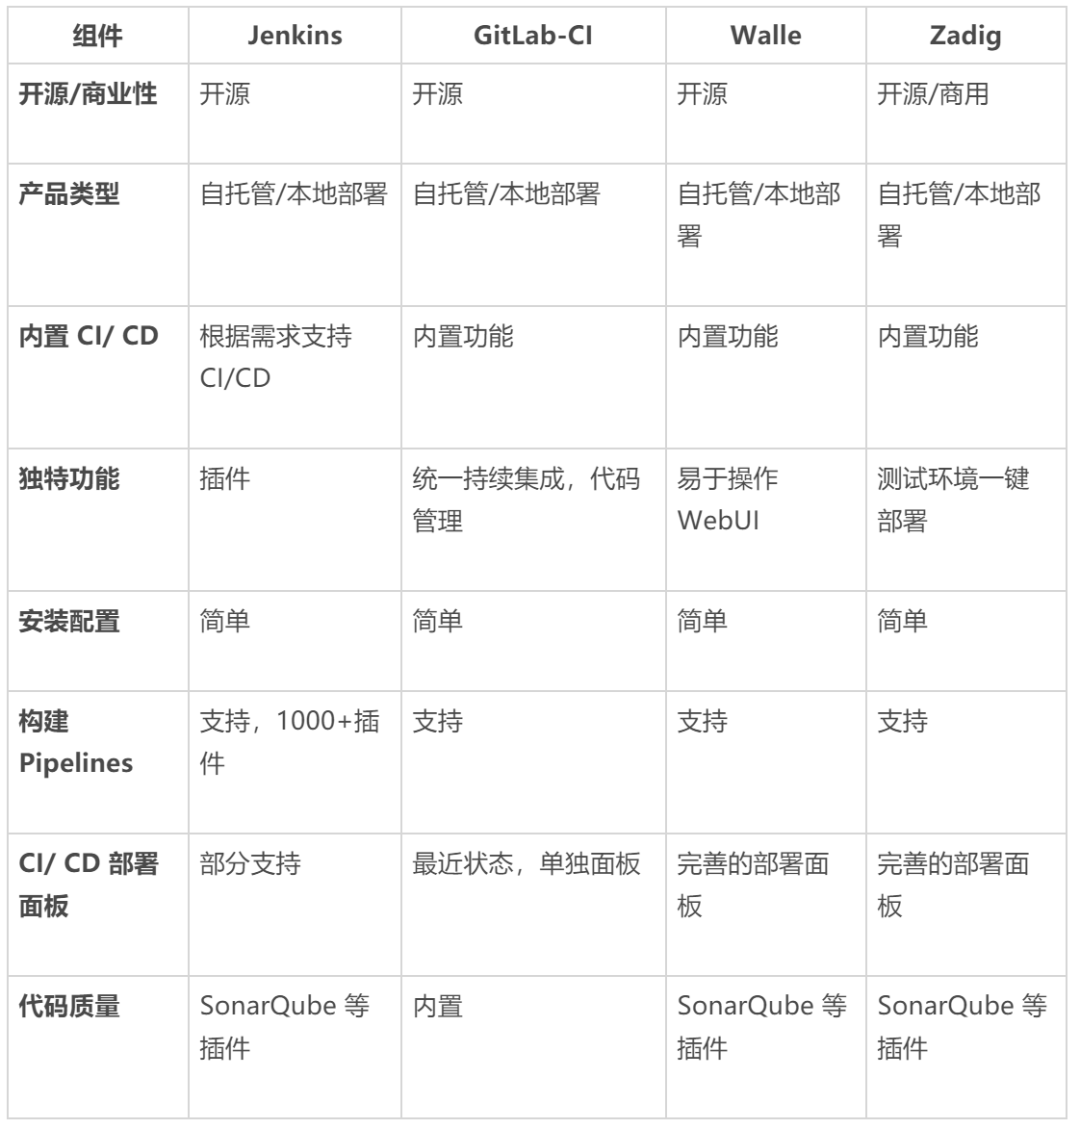 组件 Jenkins GitLab-CI Walle Zadig
开源/商业性 开源 开源 开源 开源/商用
产品类型 自托管/本地部署 自托管/本地部署 自托管/本地部 自托管/本地部
署 署
内置 CI/ CD 根据需求支持 内置功能 内置功能 内置功能
CI/CD
独特功能 插件 统一持续集成，代码 易于操作 测试环境一键
管理 WebUI 部署
安装配置 简单 简单 简单 简单
构建 支持，1000+插 支持 支持 支持
Pipelines 件
CI/ CD 部署 部分支持 最近状态，单独面板 完善的部署面 完善的部署面
面板 板 板
代码质量 SonarQube 等 内置 SonarQube 等 SonarQube 等
插件 插件 插件